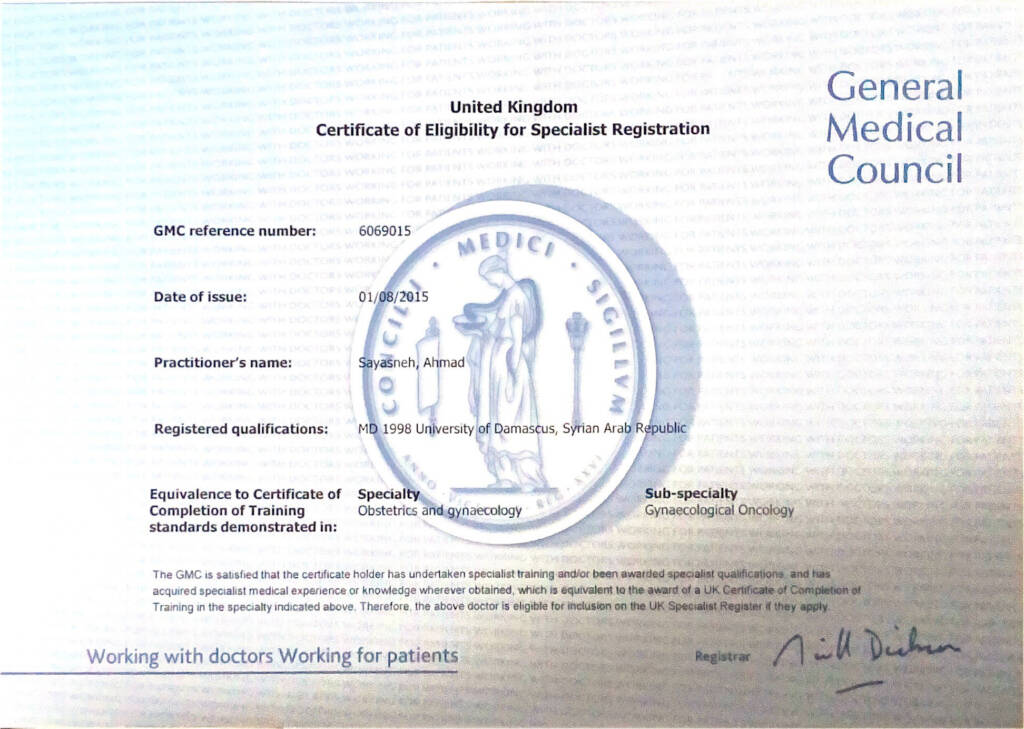 General
Medical
Council
United Kingdom
Certificate of Eligibility for Specialist Registration
GMC reference number: 6069015
Date of issue: 01/08/2015
Practitioner's name: Sayasneh, Ahmad
Registered qualifications: MD 1998 University of Damascus, Syrian Arab Republic
Equivalence to Certificate of
Completion of Training
standards demonstrated in:
Specialty
Obstetrics and gynaecology
Sub-specialty
Gynaecological Oncology
CONCILII · MEDICI · SIGILLVM
ANNO REG XXVI
The GMC is satisfied that the certificate holder has undertaken specialist training and/or been awarded specialist qualifications, and has
acquired specialist medical experience or knowledge wherever obtained, which is equivalent to the award of a UK Certificate of Completion of
Training in the specialty indicated above. Therefore, the above doctor is eligible for inclusion on the UK Specialist Register if they apply.
Working with doctors Working for patients
Registrar